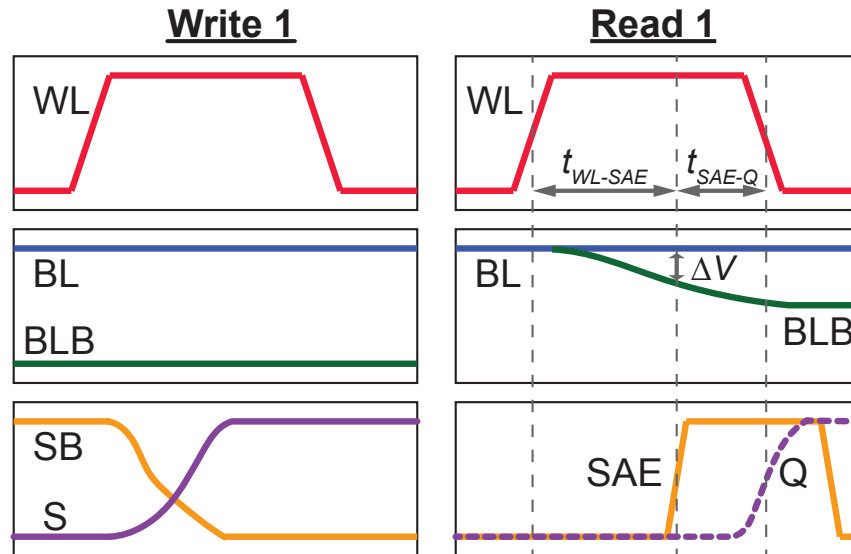 Write 1
WL
BL
BLB
SB
S
Read 1
WL
t_WL-SAE
t_SAE-Q
BL
ΔV
BLB
SAE
Q